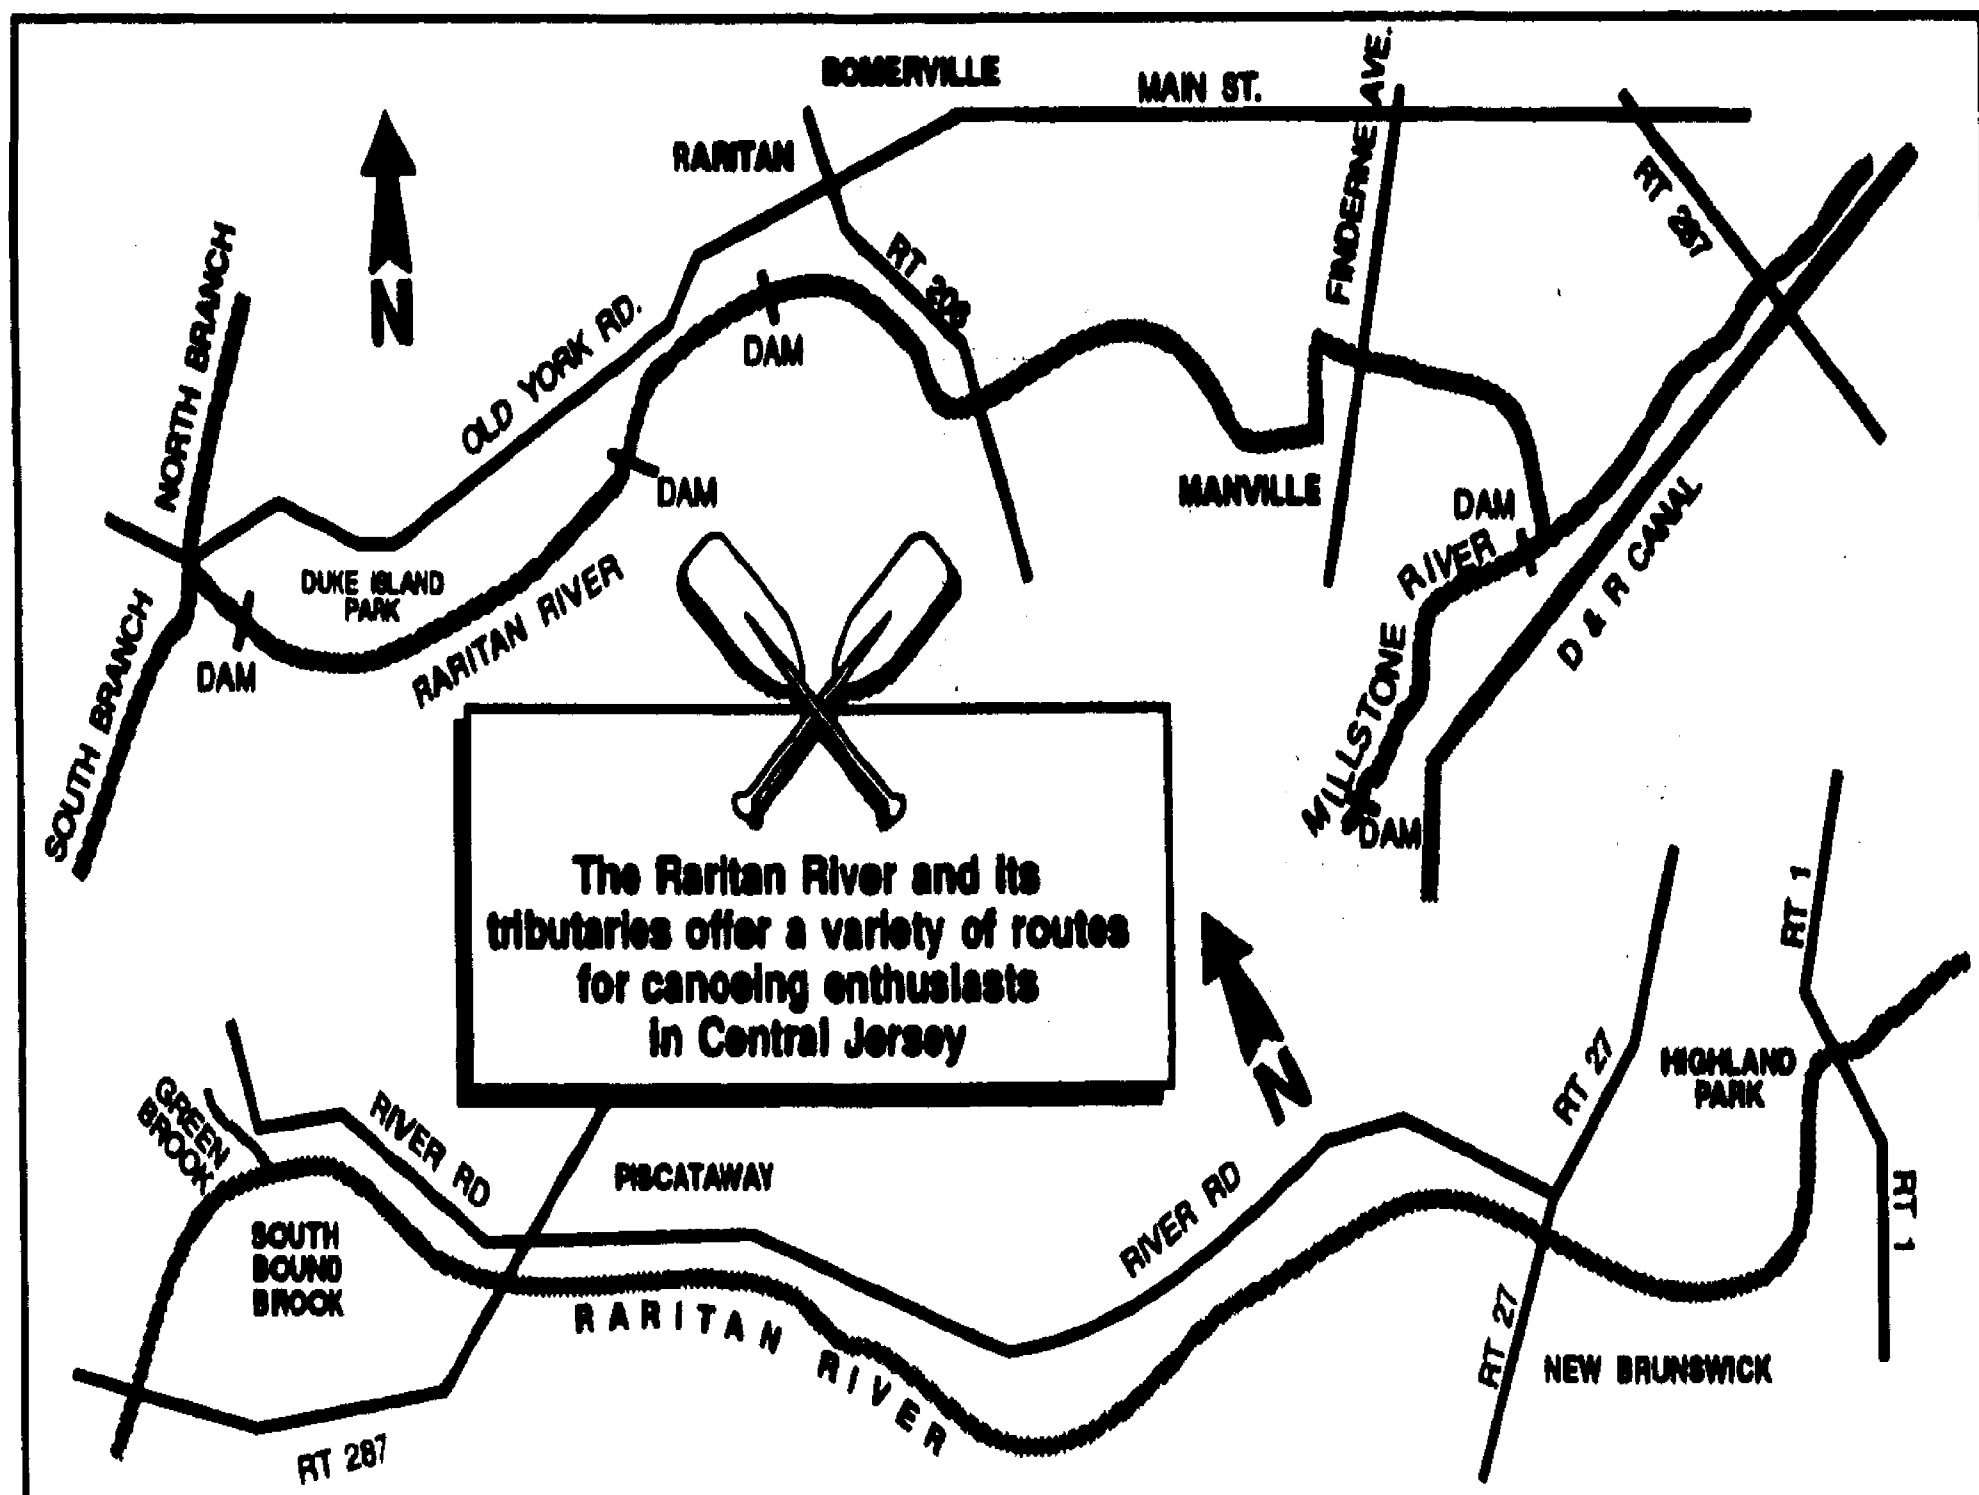 SOMERVILLE
MAIN ST.
FINDERNE AVE.
RARITAN
RT 287
RT 206
NORTH BRANCH
N
OLD YORK RD.
DAM
DAM
MANVILLE
DAM
RIVER
MILLSTONE
D & R CANAL
DUKE ISLAND
PARK
RARITAN RIVER
SOUTH BRANCH
DAM
DAM
The Raritan River and its
tributaries offer a variety of routes
for canoeing enthusiasts
in Central Jersey
N
RT 1
RT 27
HIGHLAND
PARK
GREEN
BROOK
RIVER RD
PISCATAWAY
RIVER RD
RT 1
SOUTH
BOUND
BROOK
RARITAN RIVER
RT 27
NEW BRUNSWICK
RT 287